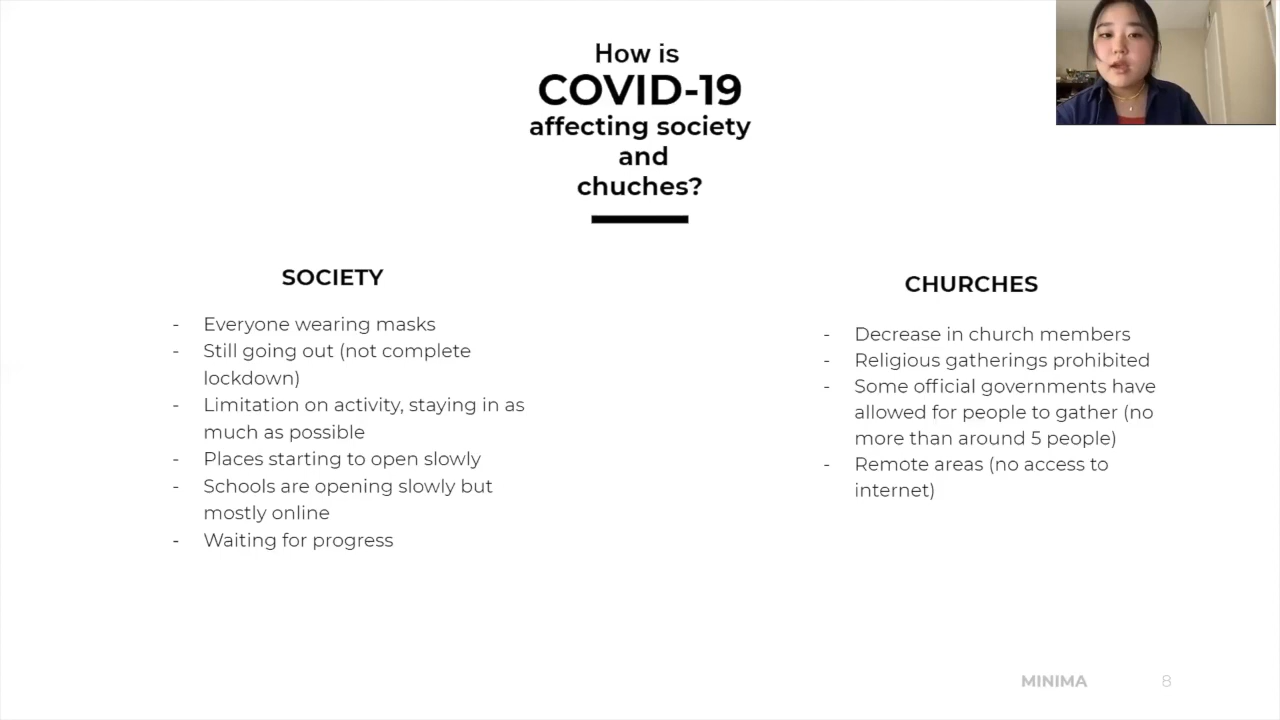 How is
COVID-19
affecting society
and
chuches?
SOCIETY
- Everyone wearing masks
- Still going out (not complete
lockdown)
- Limitation on activity, staying in as
much as possible
- Places starting to open slowly
- Schools are opening slowly but
mostly online
- Waiting for progress
CHURCHES
- Decrease in church members
- Religious gatherings prohibited
- Some official governments have
allowed for people to gather (no
more than around 5 people)
- Remote areas (no access to
internet)
MINIMA
8